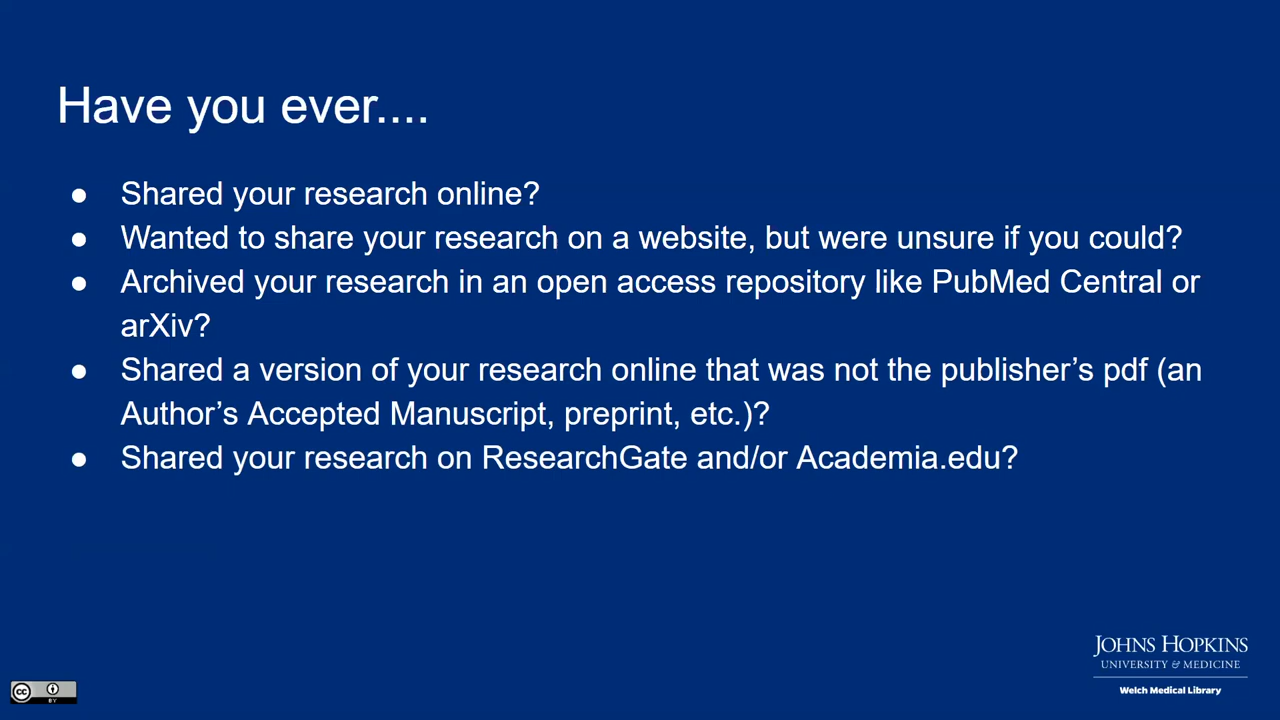 Have you ever....
● Shared your research online?
● Wanted to share your research on a website, but were unsure if you could?
● Archived your research in an open access repository like PubMed Central or
arXiv?
● Shared a version of your research online that was not the publisher’s pdf (an
Author’s Accepted Manuscript, preprint, etc.)?
● Shared your research on ResearchGate and/or Academia.edu?
JOHNS HOPKINS
UNIVERSITY & MEDICINE
Welch Medical Library
cc
BY